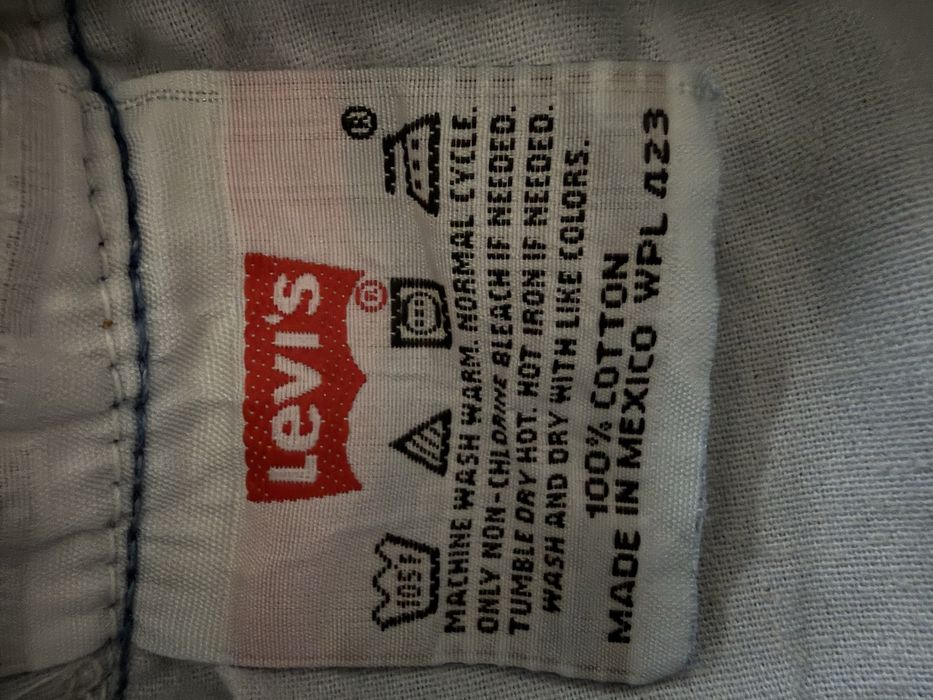 Levi's ®
®
105F
MACHINE WASH WARM. NORMAL CYCLE.
ONLY NON-CHLORINE BLEACH IF NEEDED.
TUMBLE DRY HOT. HOT IRON IF NEEDED.
WASH AND DRY WITH LIKE COLORS.
100% COTTON
MADE IN MEXICO WPL 423